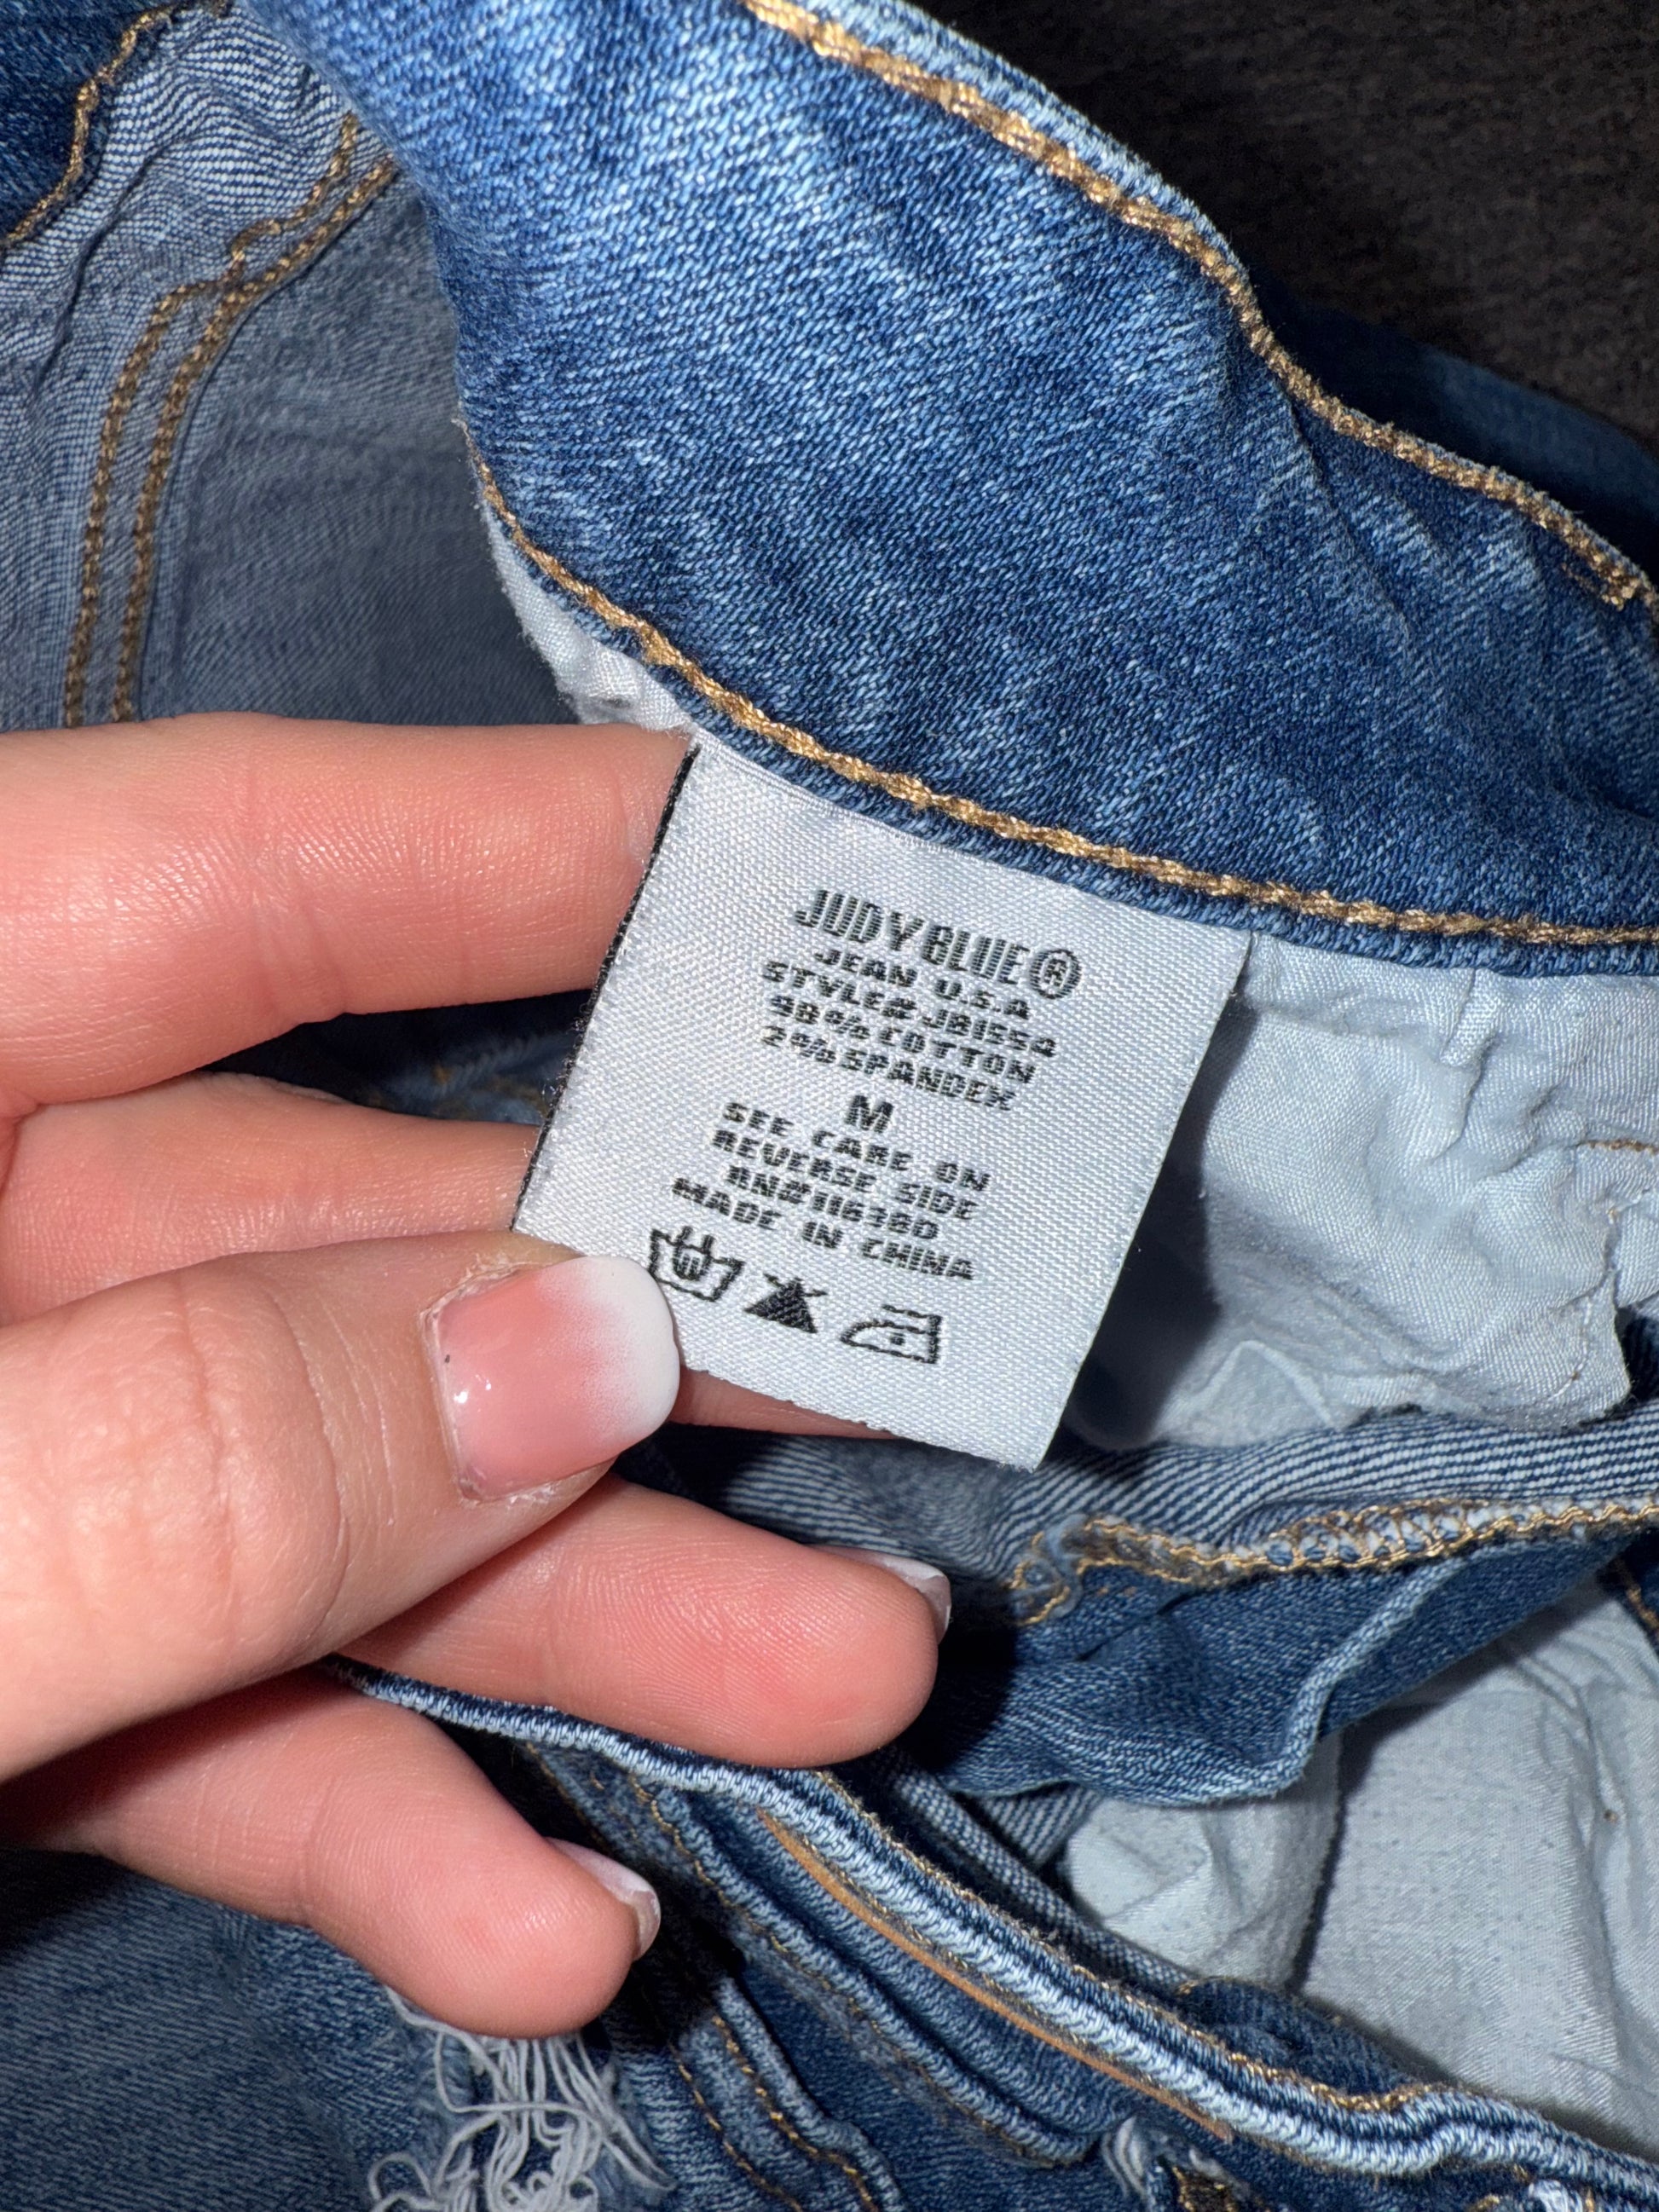 JUDY BLUE®
JEAN U.S.A
STYLE#JB1554
98%COTTON
2%SPANDEX
M
SEE CARE ON
REVERSE SIDE
RN#116380
MADE IN CHINA